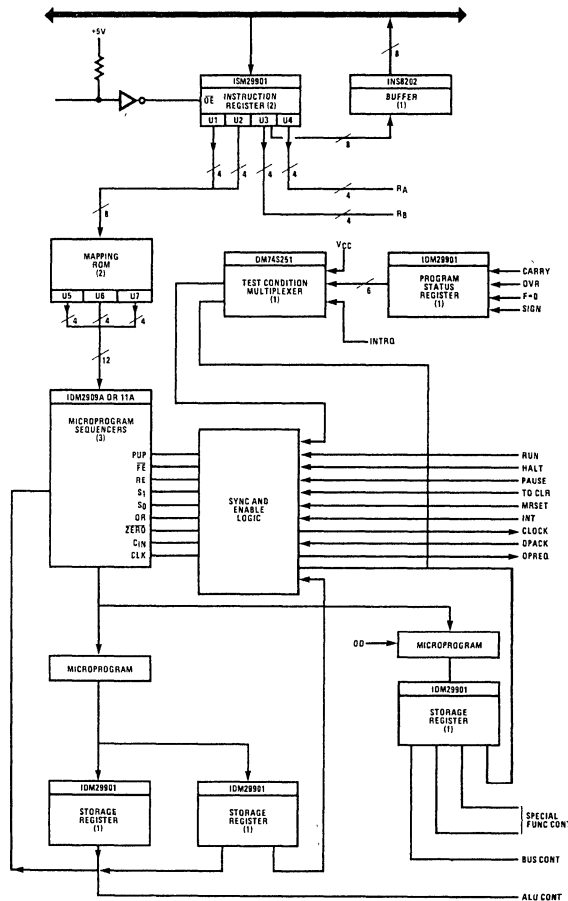 +5V
8
ISM29901
INS8202
OE
INSTRUCTION
REGISTER (2)
BUFFER
(1)
U1 U2 U3 U4
8
4 4 4 4
4 RA
4 RB
8
VCC
MAPPING
ROM
(2)
DM74S251
IDM29901
TEST CONDITION
MULTIPLEXER
(1)
6
PROGRAM
STATUS
REGISTER
(1)
CARRY
OVR
F=0
SIGN
U5 U6 U7
4 4 4
INTRQ
12
IDM2909A OR 11A
MICROPROGRAM
SEQUENCERS
(3)
PUP
FE
RE
S1
S0
OR
ZERO
CIN
CLK
SYNC AND
ENABLE
LOGIC
RUN
HALT
PAUSE
TO CLR
MRSET
INT
CLOCK
OPACK
OPREQ
MICROPROGRAM
OD
MICROPROGRAM
IDM29901
STORAGE
REGISTER
(1)
IDM29901
STORAGE
REGISTER
(1)
IDM29901
STORAGE
REGISTER
(1)
SPECIAL
FUNC CONT
BUS CONT
ALU CONT